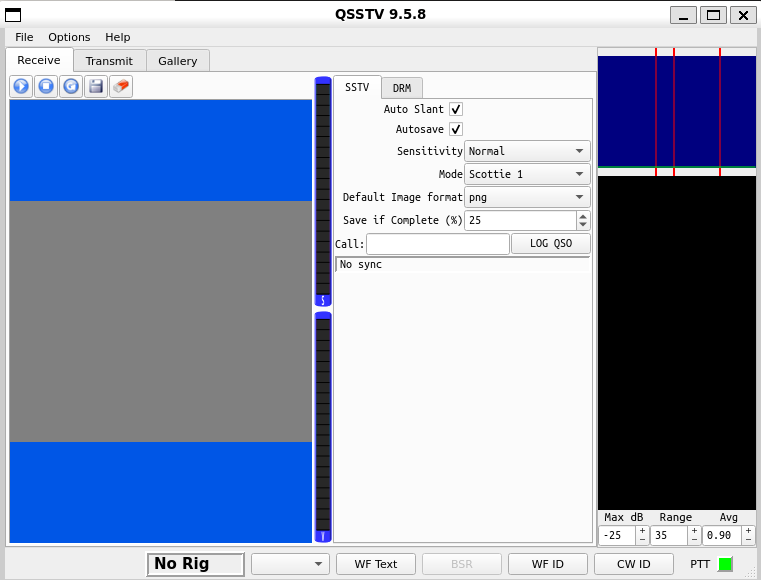 QSSTV 9.5.8
File Options Help
Receive Transmit Gallery
SSTV DRM
Auto Slant
Autosave
Sensitivity Normal
Mode Scottie 1
Default Image format png
Save if Complete (%) 25
Call: LOG QSO
No sync
S
V
Max dB Range Avg
-25 35 0.90
No Rig WF Text BSR WF ID CW ID PTT